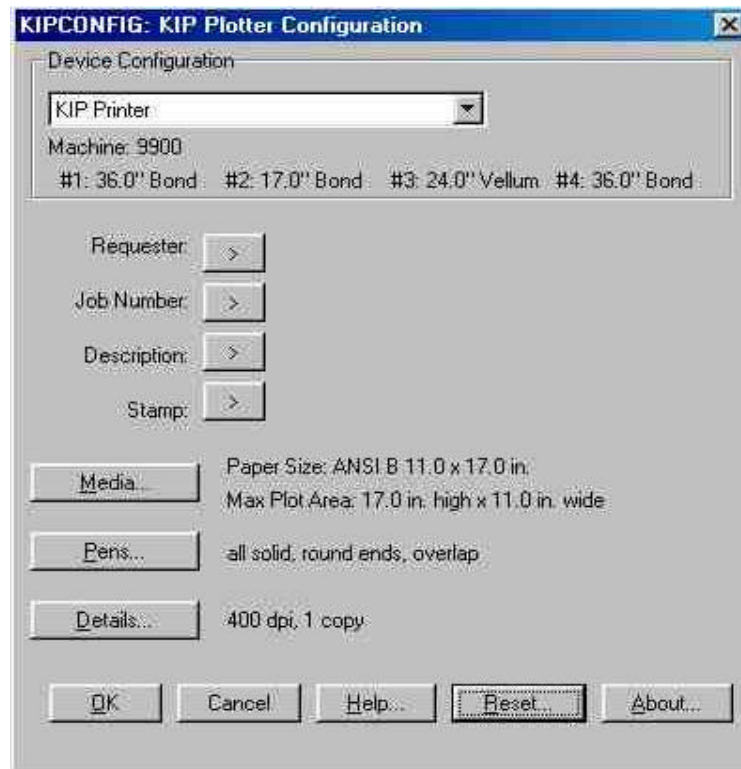 KIPCONFIG: KIP Plotter Configuration
Device Configuration
KIP Printer
Machine: 9900
#1: 36.0" Bond #2: 17.0" Bond #3: 24.0" Vellum #4: 36.0" Bond
Requester: >
Job Number: >
Description: >
Stamp: >
Media... Paper Size: ANSI B 11.0 x 17.0 in.
Max Plot Area: 17.0 in. high x 11.0 in. wide
Pens... all solid, round ends, overlap
Details... 400 dpi, 1 copy
OK Cancel Help... Reset... About...